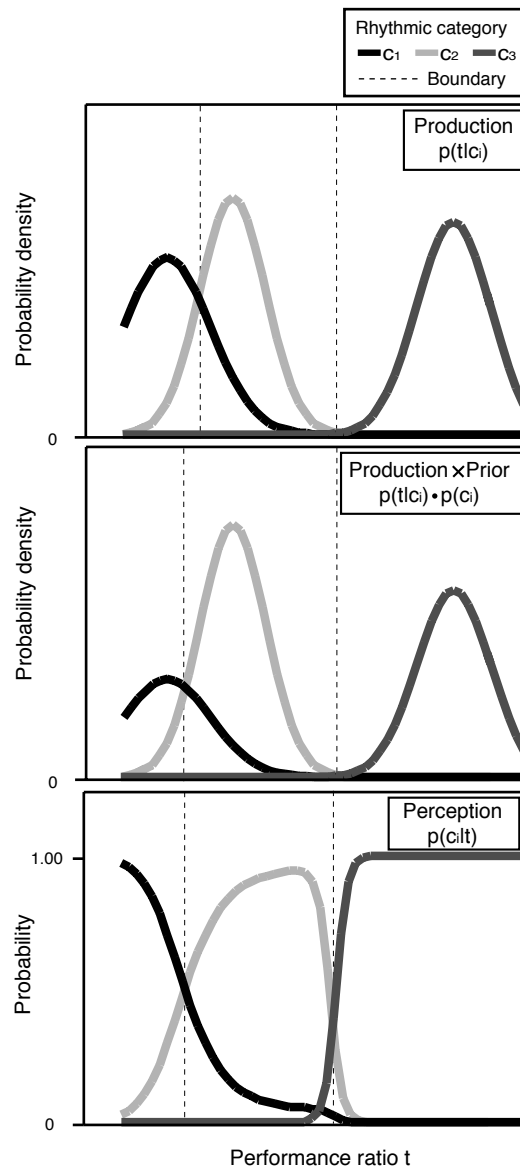 Rhythmic category
C1 C2 C3
Boundary
Production
p(t|ci)
Probability density
0
Production ×Prior
p(t|ci) • p(ci)
Probability density
0
Perception
p(ci|t)
1.00
Probability
0
Performance ratio t